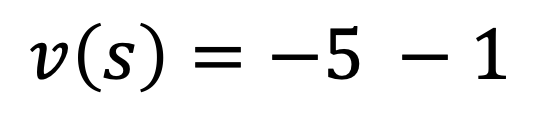 v(s) = −5 − 1